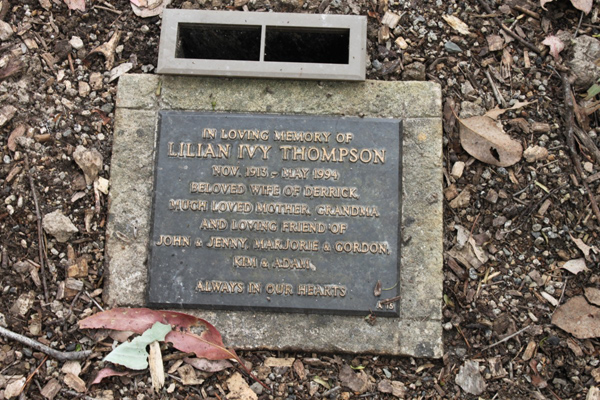 IN LOVING MEMORY OF
LILIAN IVY THOMPSON
NOV. 1913 - MAY 1994
BELOVED WIFE OF DERRICK,
MUCH LOVED MOTHER, GRANDMA
AND LOVING FRIEND OF
JOHN & JENNY, MARJORIE & GORDON,
KIM & ADAM.
ALWAYS IN OUR HEARTS